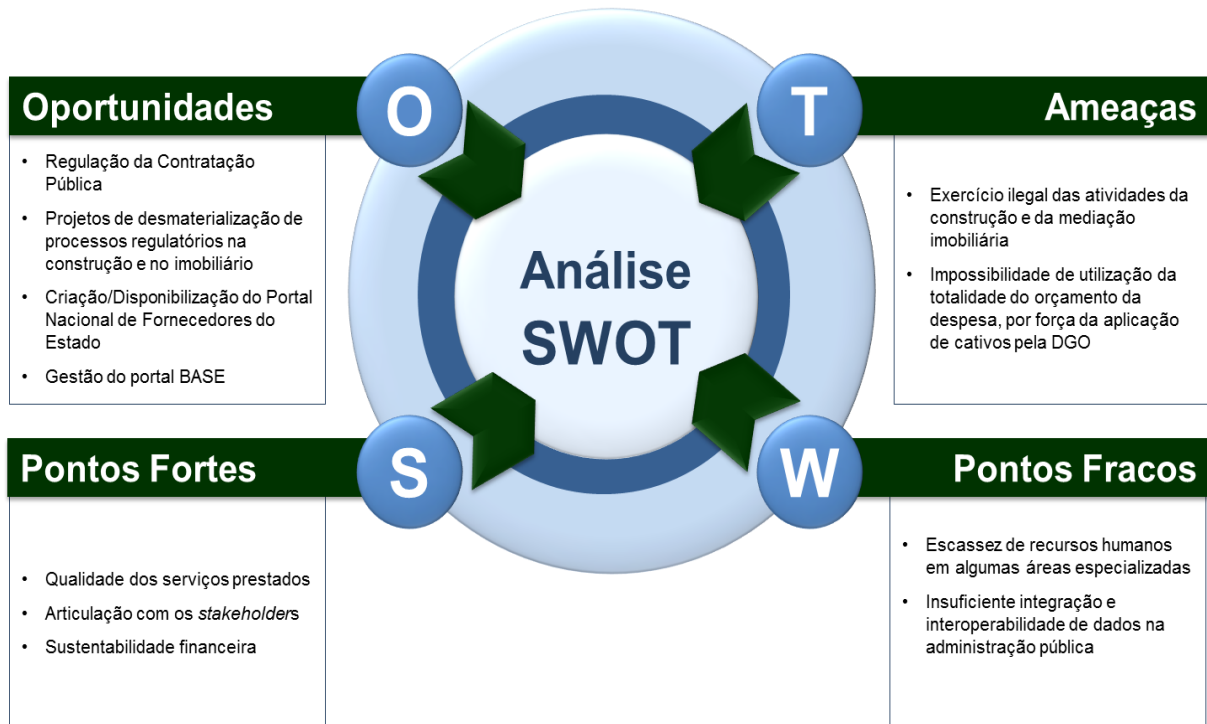 Oportunidades
O
• Regulação da Contratação
Pública
• Projetos de desmaterialização de
processos regulatórios na
construção e no imobiliário
• Criação/Disponibilização do Portal
Nacional de Fornecedores do
Estado
• Gestão do portal BASE
T
Ameaças
• Exercício ilegal das atividades da
construção e da mediação
imobiliária
• Impossibilidade de utilização da
totalidade do orçamento da
despesa, por força da aplicação
de cativos pela DGO
Análise
SWOT
Pontos Fortes
S
• Qualidade dos serviços prestados
• Articulação com os stakeholders
• Sustentabilidade financeira
W
Pontos Fracos
• Escassez de recursos humanos
em algumas áreas especializadas
• Insuficiente integração e
interoperabilidade de dados na
administração pública